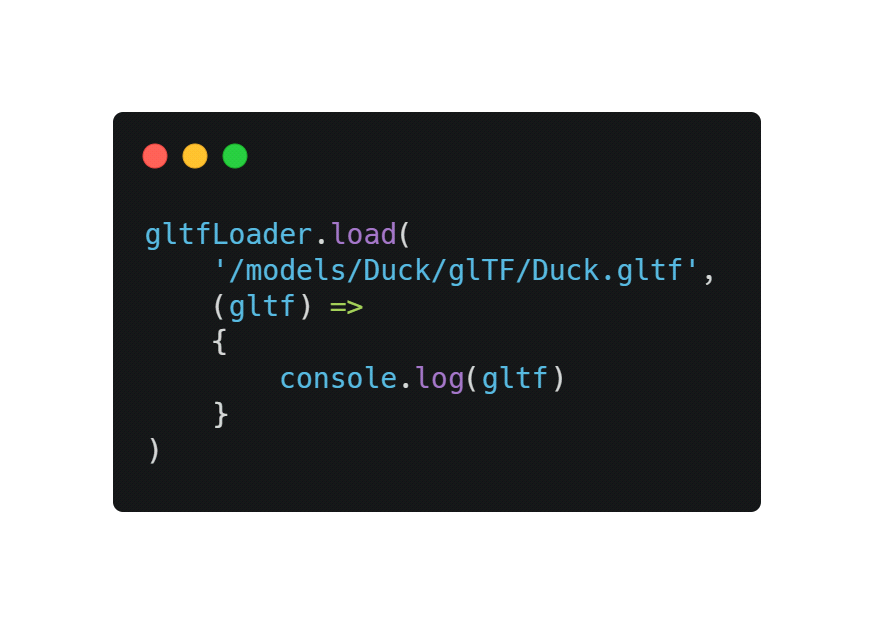 gltfLoader.load(
    '/models/Duck/glTF/Duck.gltf',
    (gltf) =>
    {
        console.log(gltf)
    }
)